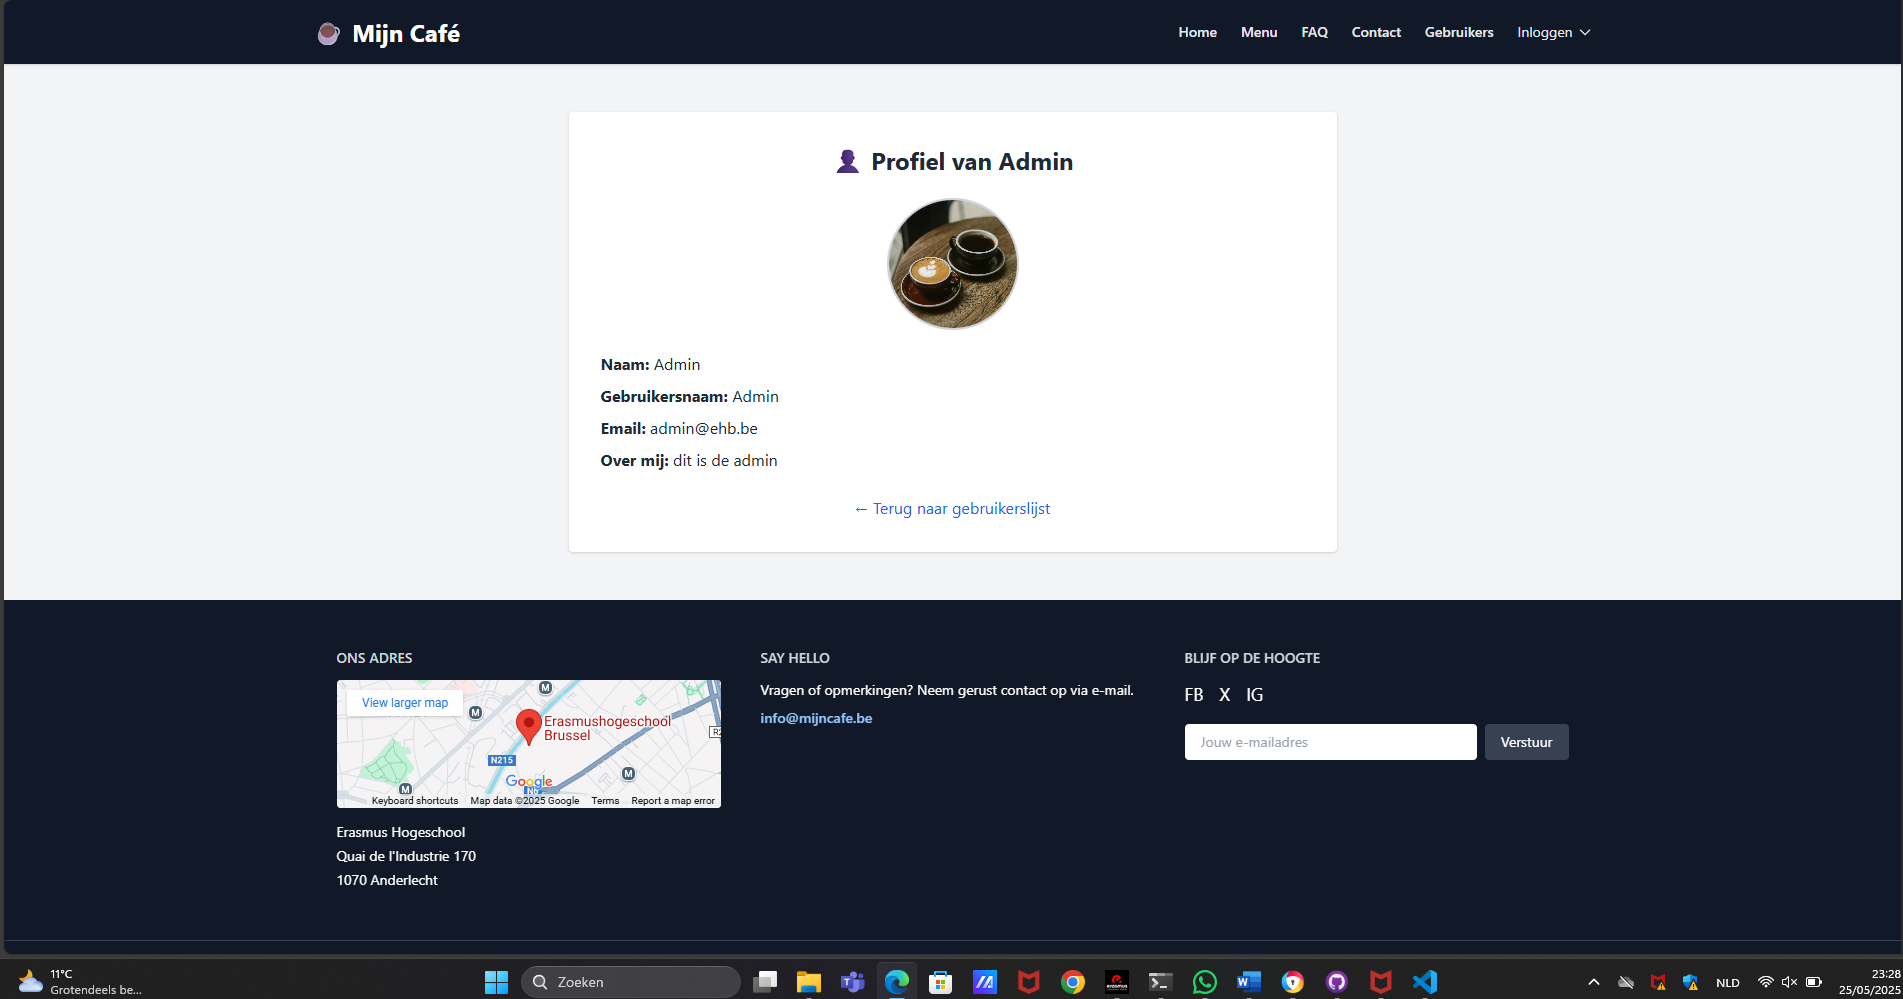 Mijn Café
Home Menu FAQ Contact Gebruikers Inloggen
Profiel van Admin
Naam: Admin
Gebruikersnaam: Admin
Email: admin@ehb.be
Over mij: dit is de admin
← Terug naar gebruikerslijst
ONS ADRES
View larger map
M
M
M
M
Erasmushogeschool
Brussel
R2
N215
N6
Google
Keyboard shortcuts Map data ©2025 Google Terms Report a map error
Erasmus Hogeschool
Quai de l'Industrie 170
1070 Anderlecht
SAY HELLO
Vragen of opmerkingen? Neem gerust contact op via e-mail.
info@mijncafe.be
BLIJF OP DE HOOGTE
FB X IG
Jouw e-mailadres Verstuur
11°C
Grotendeels be...
Zoeken
NLD
23:28
25/05/2025